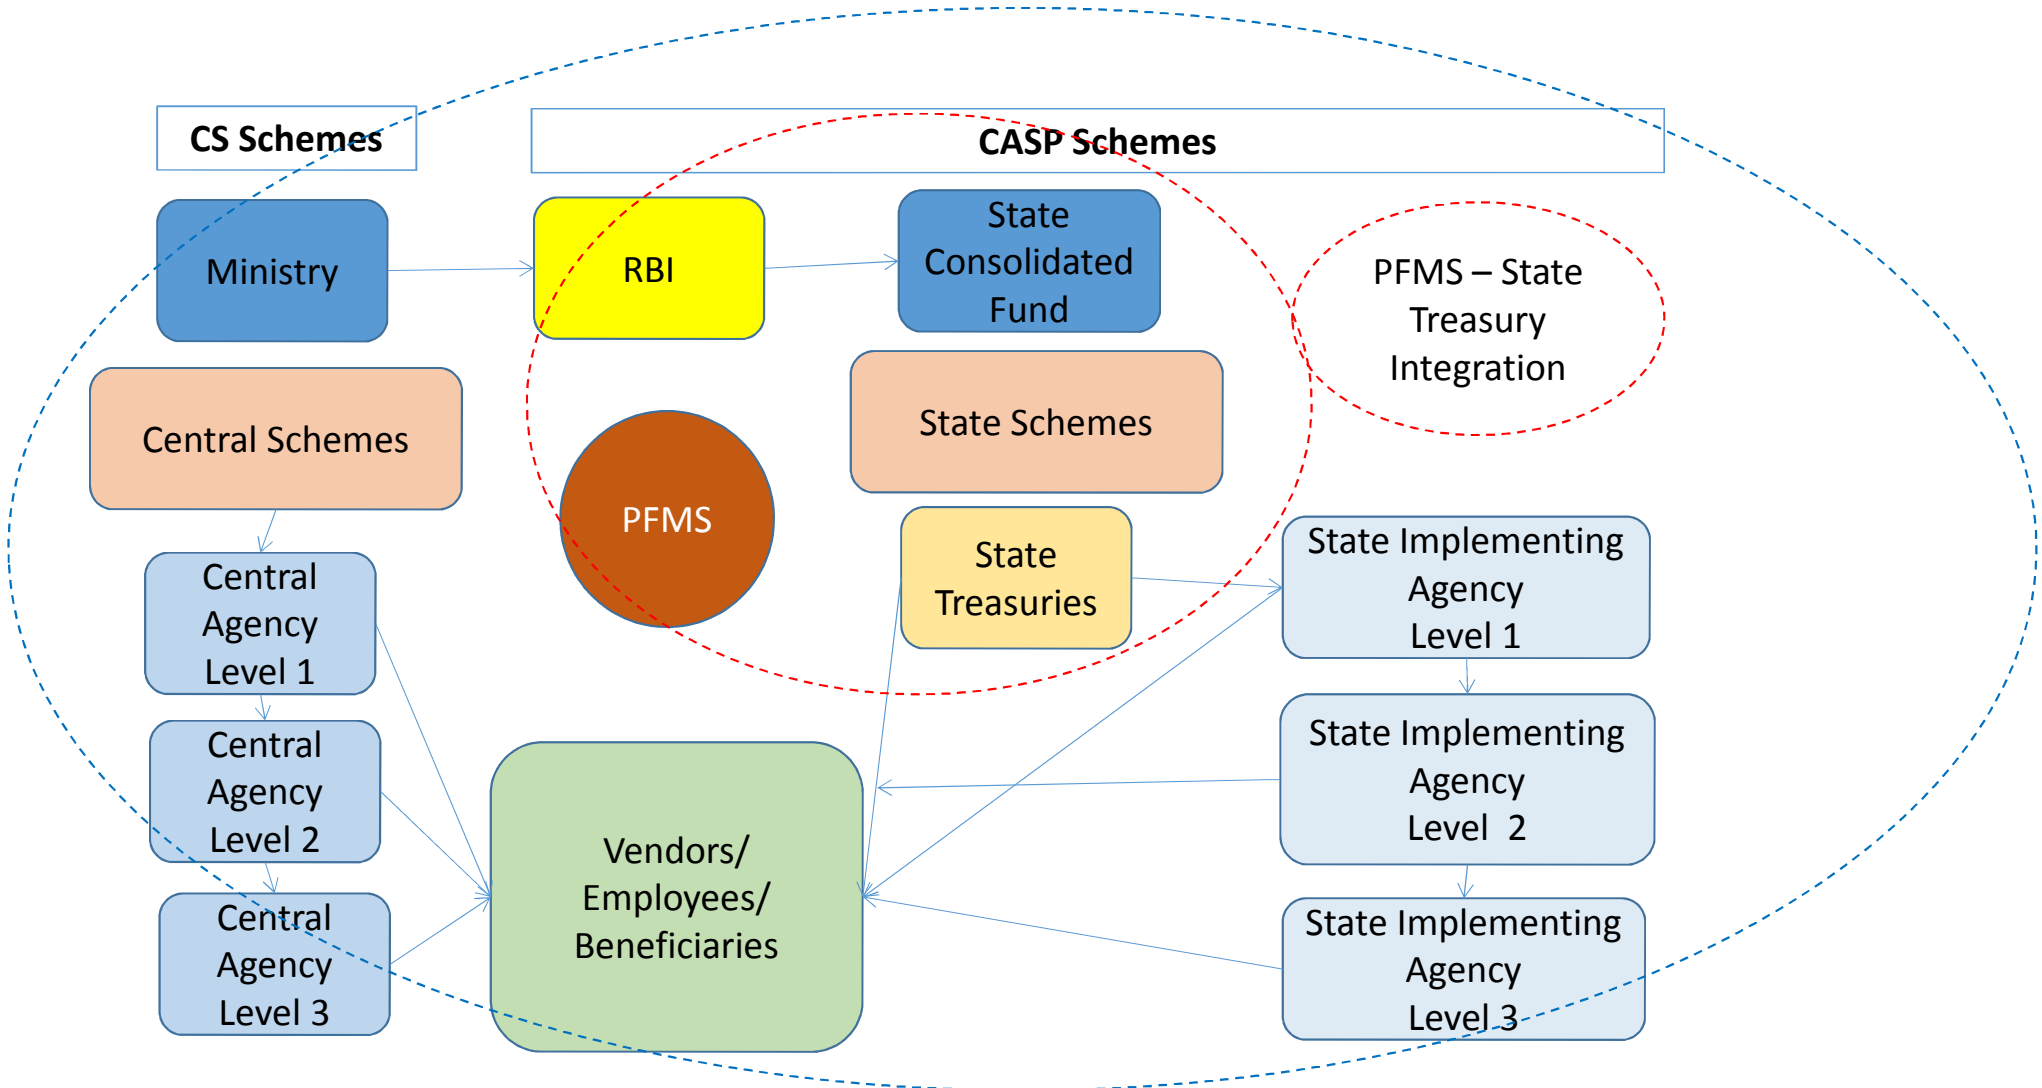 CS Schemes
CASP Schemes
Ministry
RBI
State
Consolidated
Fund
PFMS – State
Treasury
Integration
Central Schemes
State Schemes
PFMS
State
Treasuries
State Implementing
Agency
Level 1
Central
Agency
Level 1
State Implementing
Agency
Level  2
Central
Agency
Level 2
Vendors/
Employees/
Beneficiaries
Central
Agency
Level 3
State Implementing
Agency
Level 3